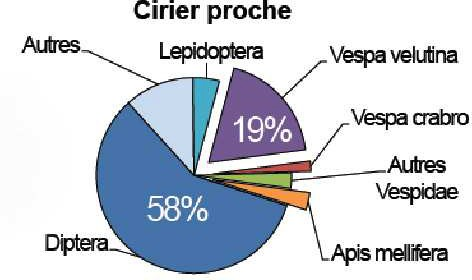 Cirier proche
Autres
Lepidoptera
Vespa velutina
19%
Vespa crabro
Autres
Vespidae
58%
Diptera
Apis mellifera